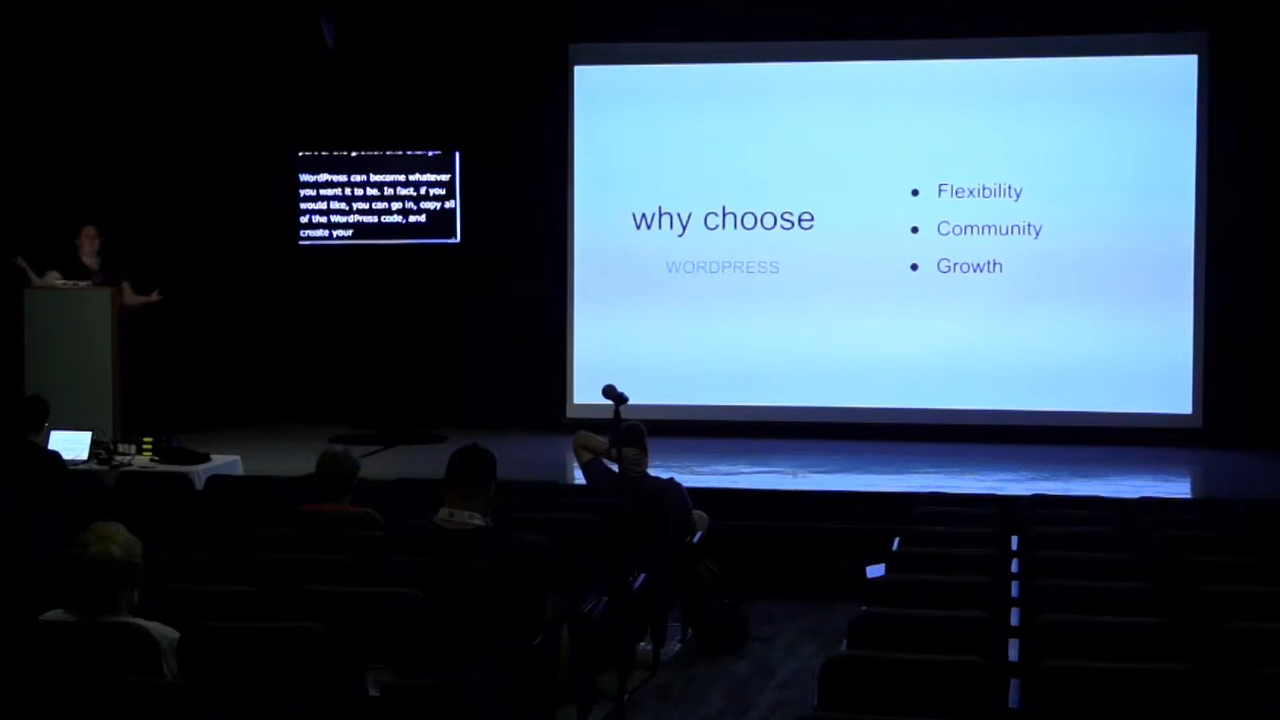 WordPress can become whatever
you want it to be. In fact, if you
would like, you can go in, copy all
of the WordPress code, and
create your
why choose
WORDPRESS
• Flexibility
• Community
• Growth